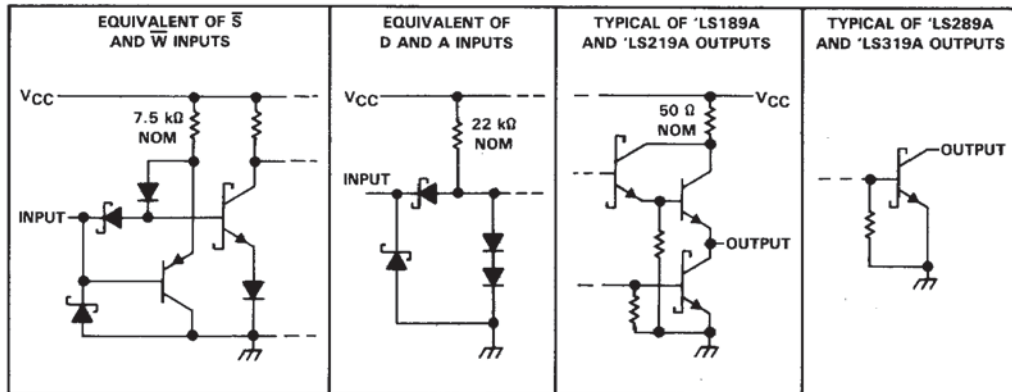 EQUIVALENT OF S̅
AND W̅ INPUTS
VCC
7.5 kΩ
NOM
INPUT
EQUIVALENT OF
D AND A INPUTS
VCC
22 kΩ
NOM
INPUT
TYPICAL OF 'LS189A
AND 'LS219A OUTPUTS
VCC
50 Ω
NOM
OUTPUT
TYPICAL OF 'LS289A
AND 'LS319A OUTPUTS
OUTPUT